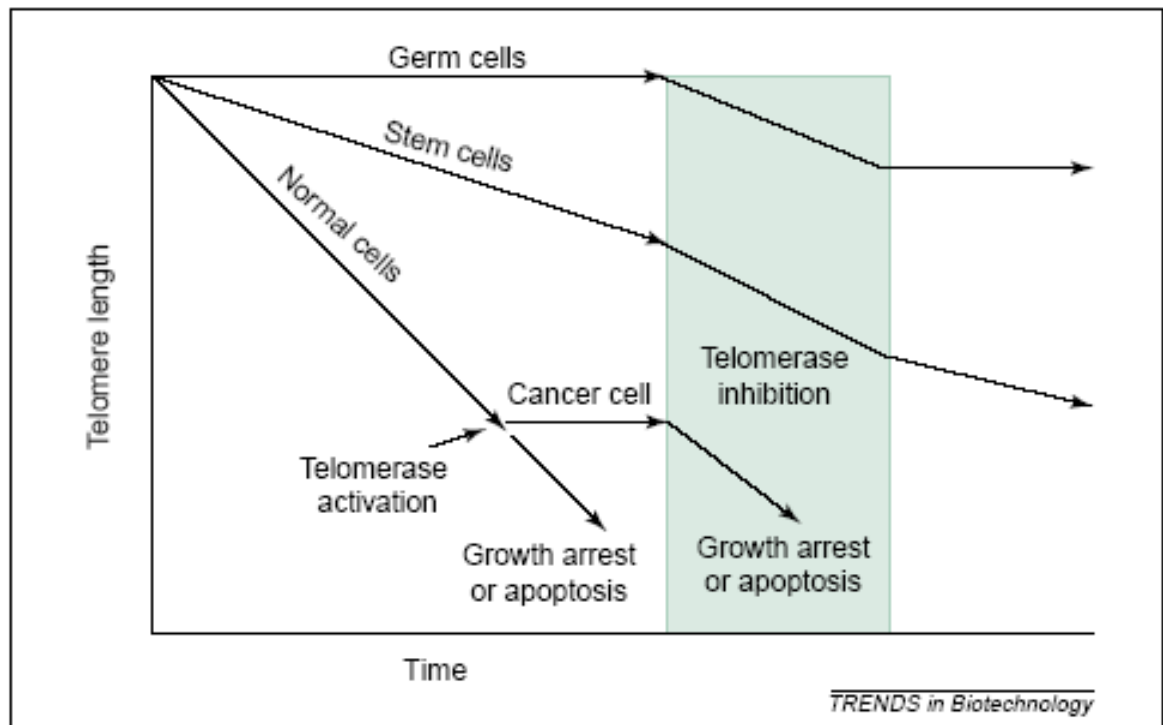 Germ cells
Stem cells
Normal cells
Telomere length
Cancer cell
Telomerase
inhibition
Telomerase
activation
Growth arrest
or apoptosis
Growth arrest
or apoptosis
Time
TRENDS in Biotechnology